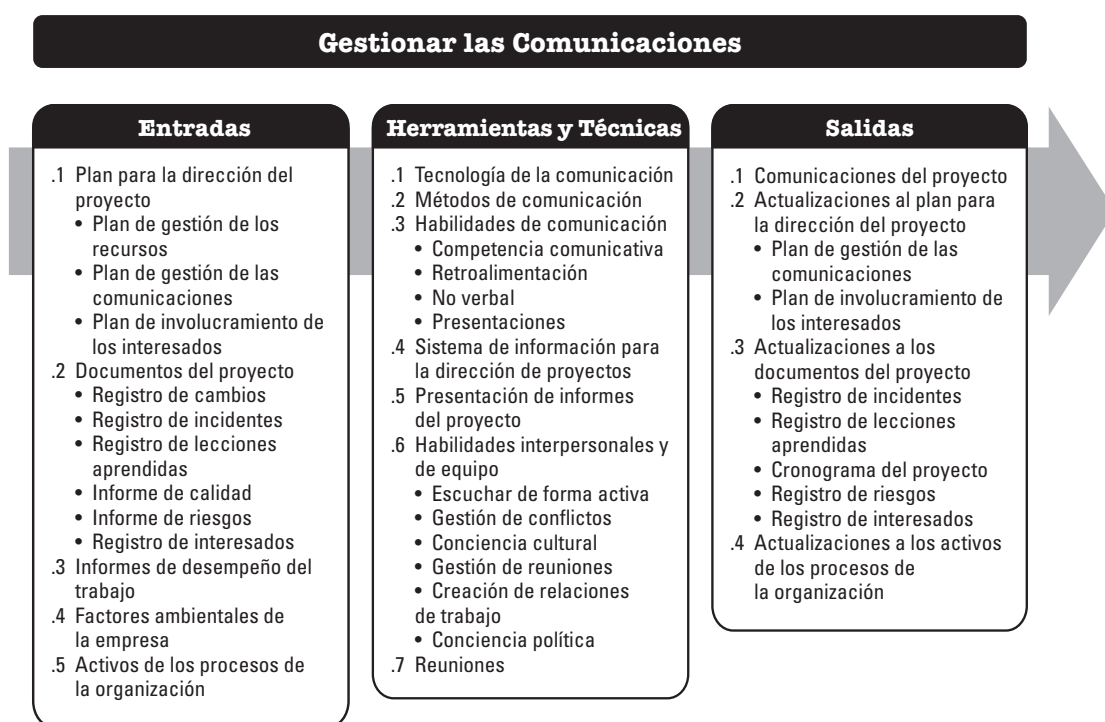 Gestionar las Comunicaciones
Entradas
.1 Plan para la dirección del
proyecto
• Plan de gestión de los
recursos
• Plan de gestión de las
comunicaciones
• Plan de involucramiento de
los interesados
.2 Documentos del proyecto
• Registro de cambios
• Registro de incidentes
• Registro de lecciones
aprendidas
• Informe de calidad
• Informe de riesgos
• Registro de interesados
.3 Informes de desempeño del
trabajo
.4 Factores ambientales de
la empresa
.5 Activos de los procesos de
la organización
Herramientas y Técnicas
.1 Tecnología de la comunicación
.2 Métodos de comunicación
.3 Habilidades de comunicación
• Competencia comunicativa
• Retroalimentación
• No verbal
• Presentaciones
.4 Sistema de información para
la dirección de proyectos
.5 Presentación de informes
del proyecto
.6 Habilidades interpersonales y
de equipo
• Escuchar de forma activa
• Gestión de conflictos
• Conciencia cultural
• Gestión de reuniones
• Creación de relaciones
de trabajo
• Conciencia política
.7 Reuniones
Salidas
.1 Comunicaciones del proyecto
.2 Actualizaciones al plan para
la dirección del proyecto
• Plan de gestión de las
comunicaciones
• Plan de involucramiento de
los interesados
.3 Actualizaciones a los
documentos del proyecto
• Registro de incidentes
• Registro de lecciones
aprendidas
• Cronograma del proyecto
• Registro de riesgos
• Registro de interesados
.4 Actualizaciones a los activos
de los procesos de
la organización